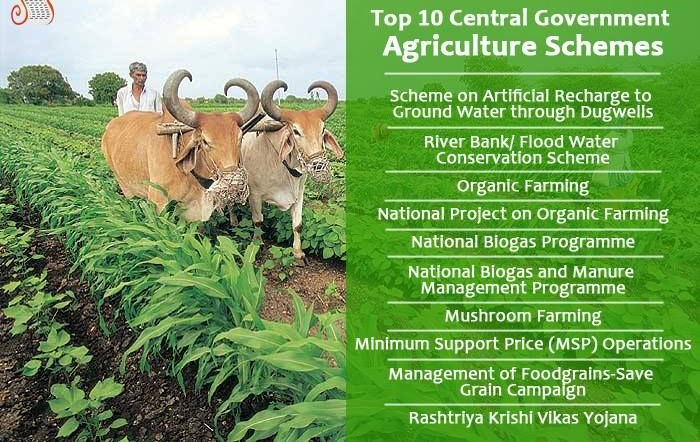 Top 10 Central Government
Agriculture Schemes
Scheme on Artificial Recharge to
Ground Water through Dugwells
River Bank/ Flood Water
Conservation Scheme
Organic Farming
National Project on Organic Farming
National Biogas Programme
National Biogas and Manure
Management Programme
Mushroom Farming
Minimum Support Price (MSP) Operations
Management of Foodgrains-Save
Grain Campaign
Rashtriya Krishi Vikas Yojana